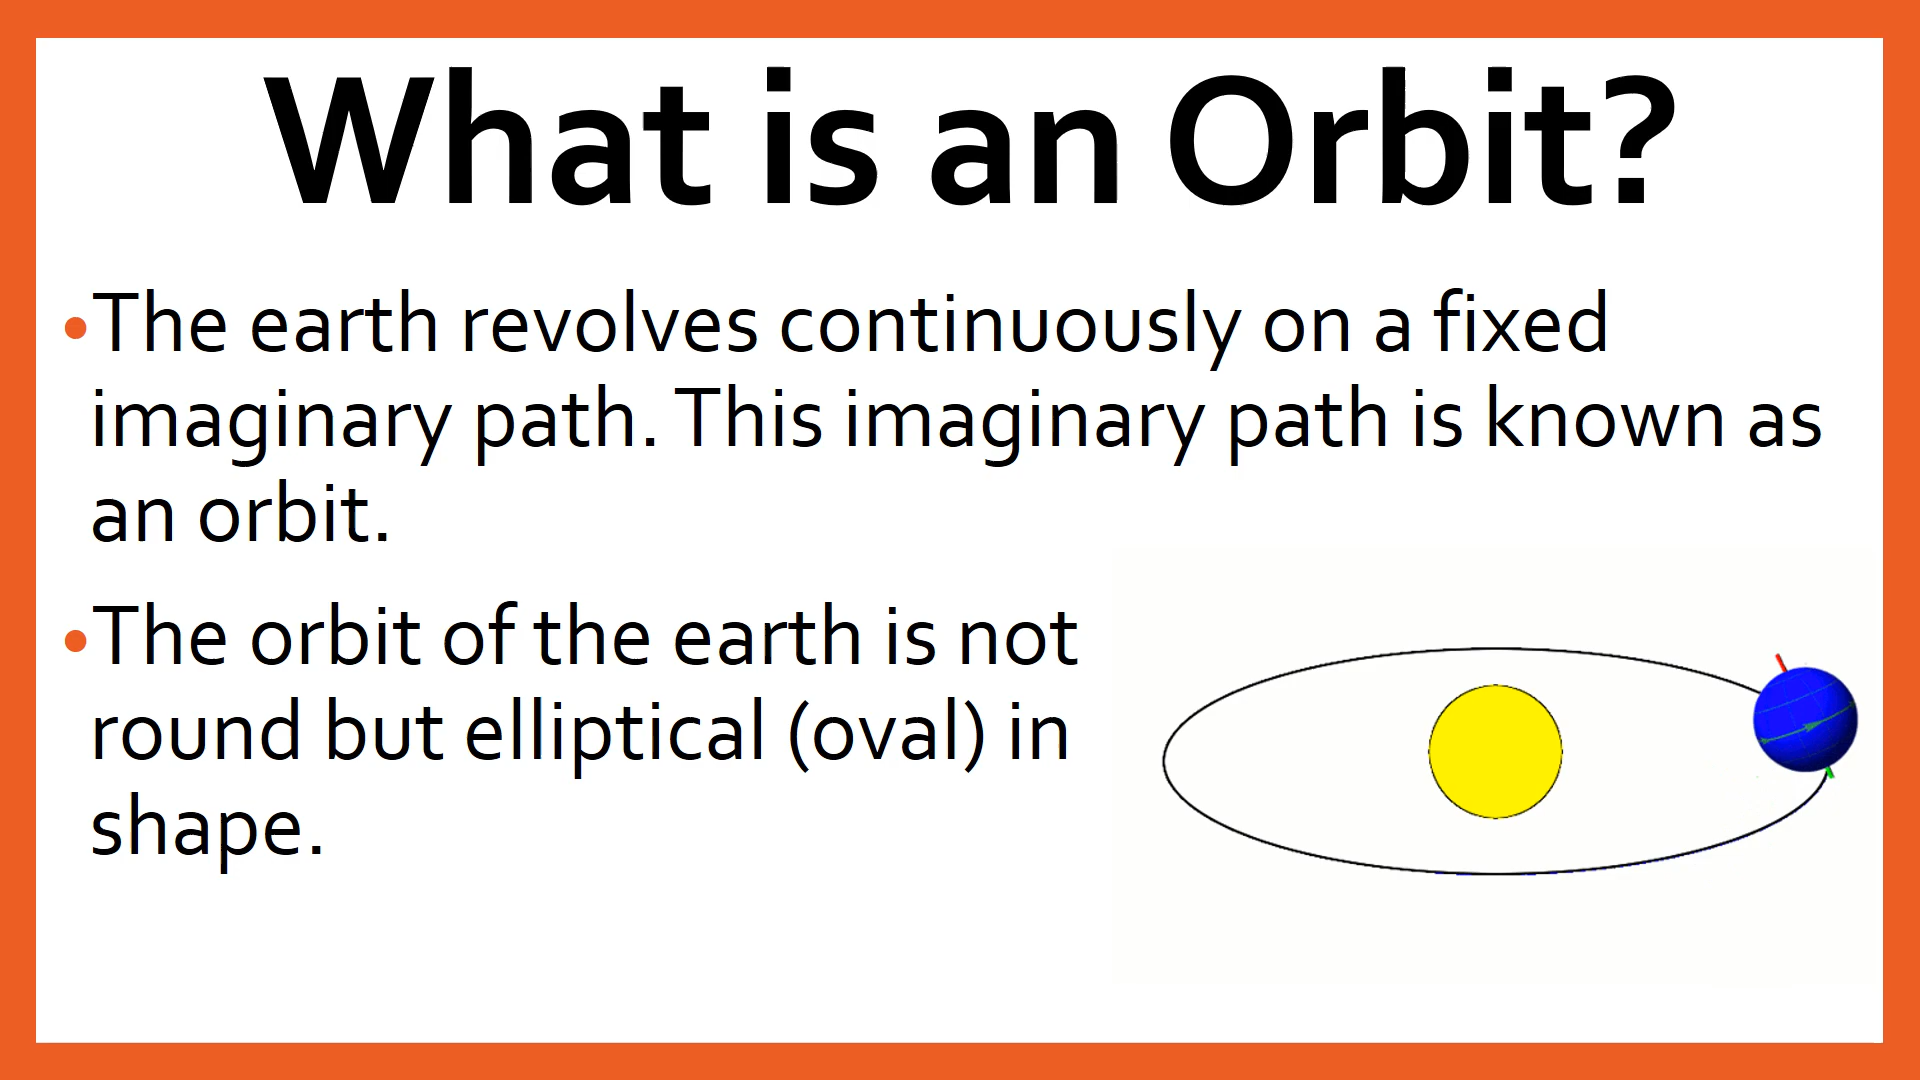 What is an Orbit?
•The earth revolves continuously on a fixed
imaginary path. This imaginary path is known as
an orbit.
•The orbit of the earth is not
round but elliptical (oval) in
shape.